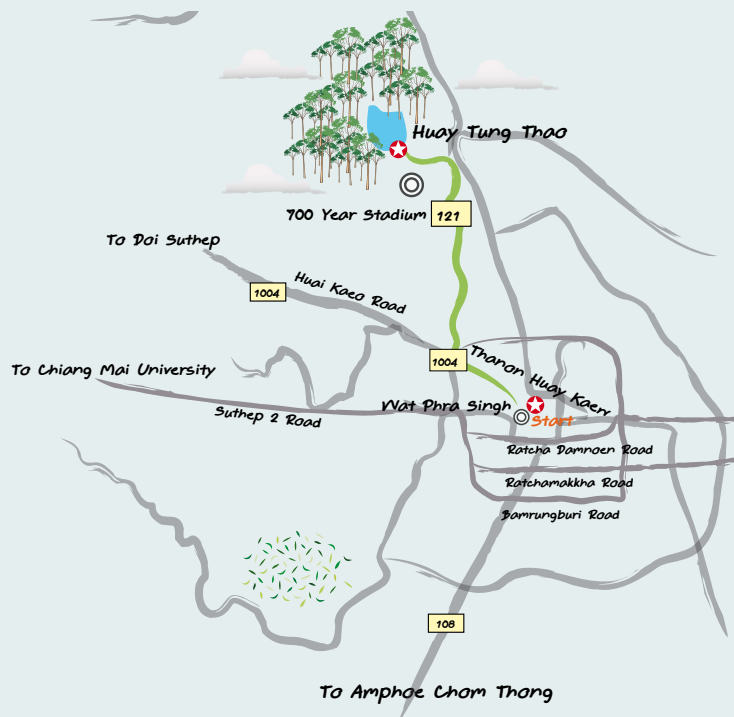 Huay Tung Thao
700 Year Stadium
121
To Doi Suthep
1004
Huai Kaeo Road
1004
Thanon Huay Kaew
To Chiang Mai University
Suthep 2 Road
Wat Phra Singh
Start
Ratcha Damnoen Road
Ratchamakkha Road
Bamrungburi Road
108
To Amphoe Chom Thong